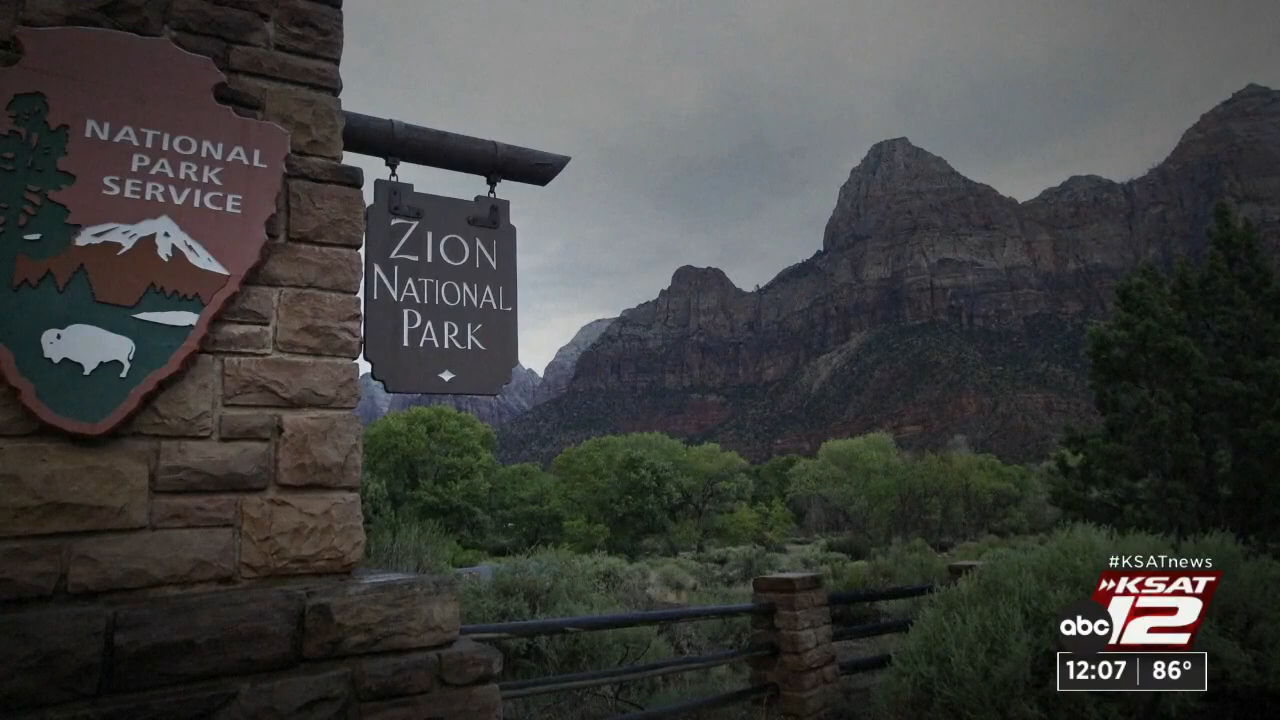 NATIONAL
PARK
SERVICE
ZION
NATIONAL
PARK
#KSATnews
KSAT
abc 12
12:07 | 86°